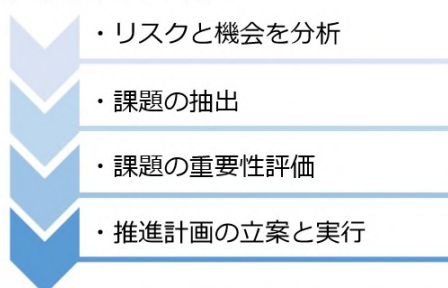 ・リスクと機会を分析
・課題の抽出
・課題の重要性評価
・推進計画の立案と実行